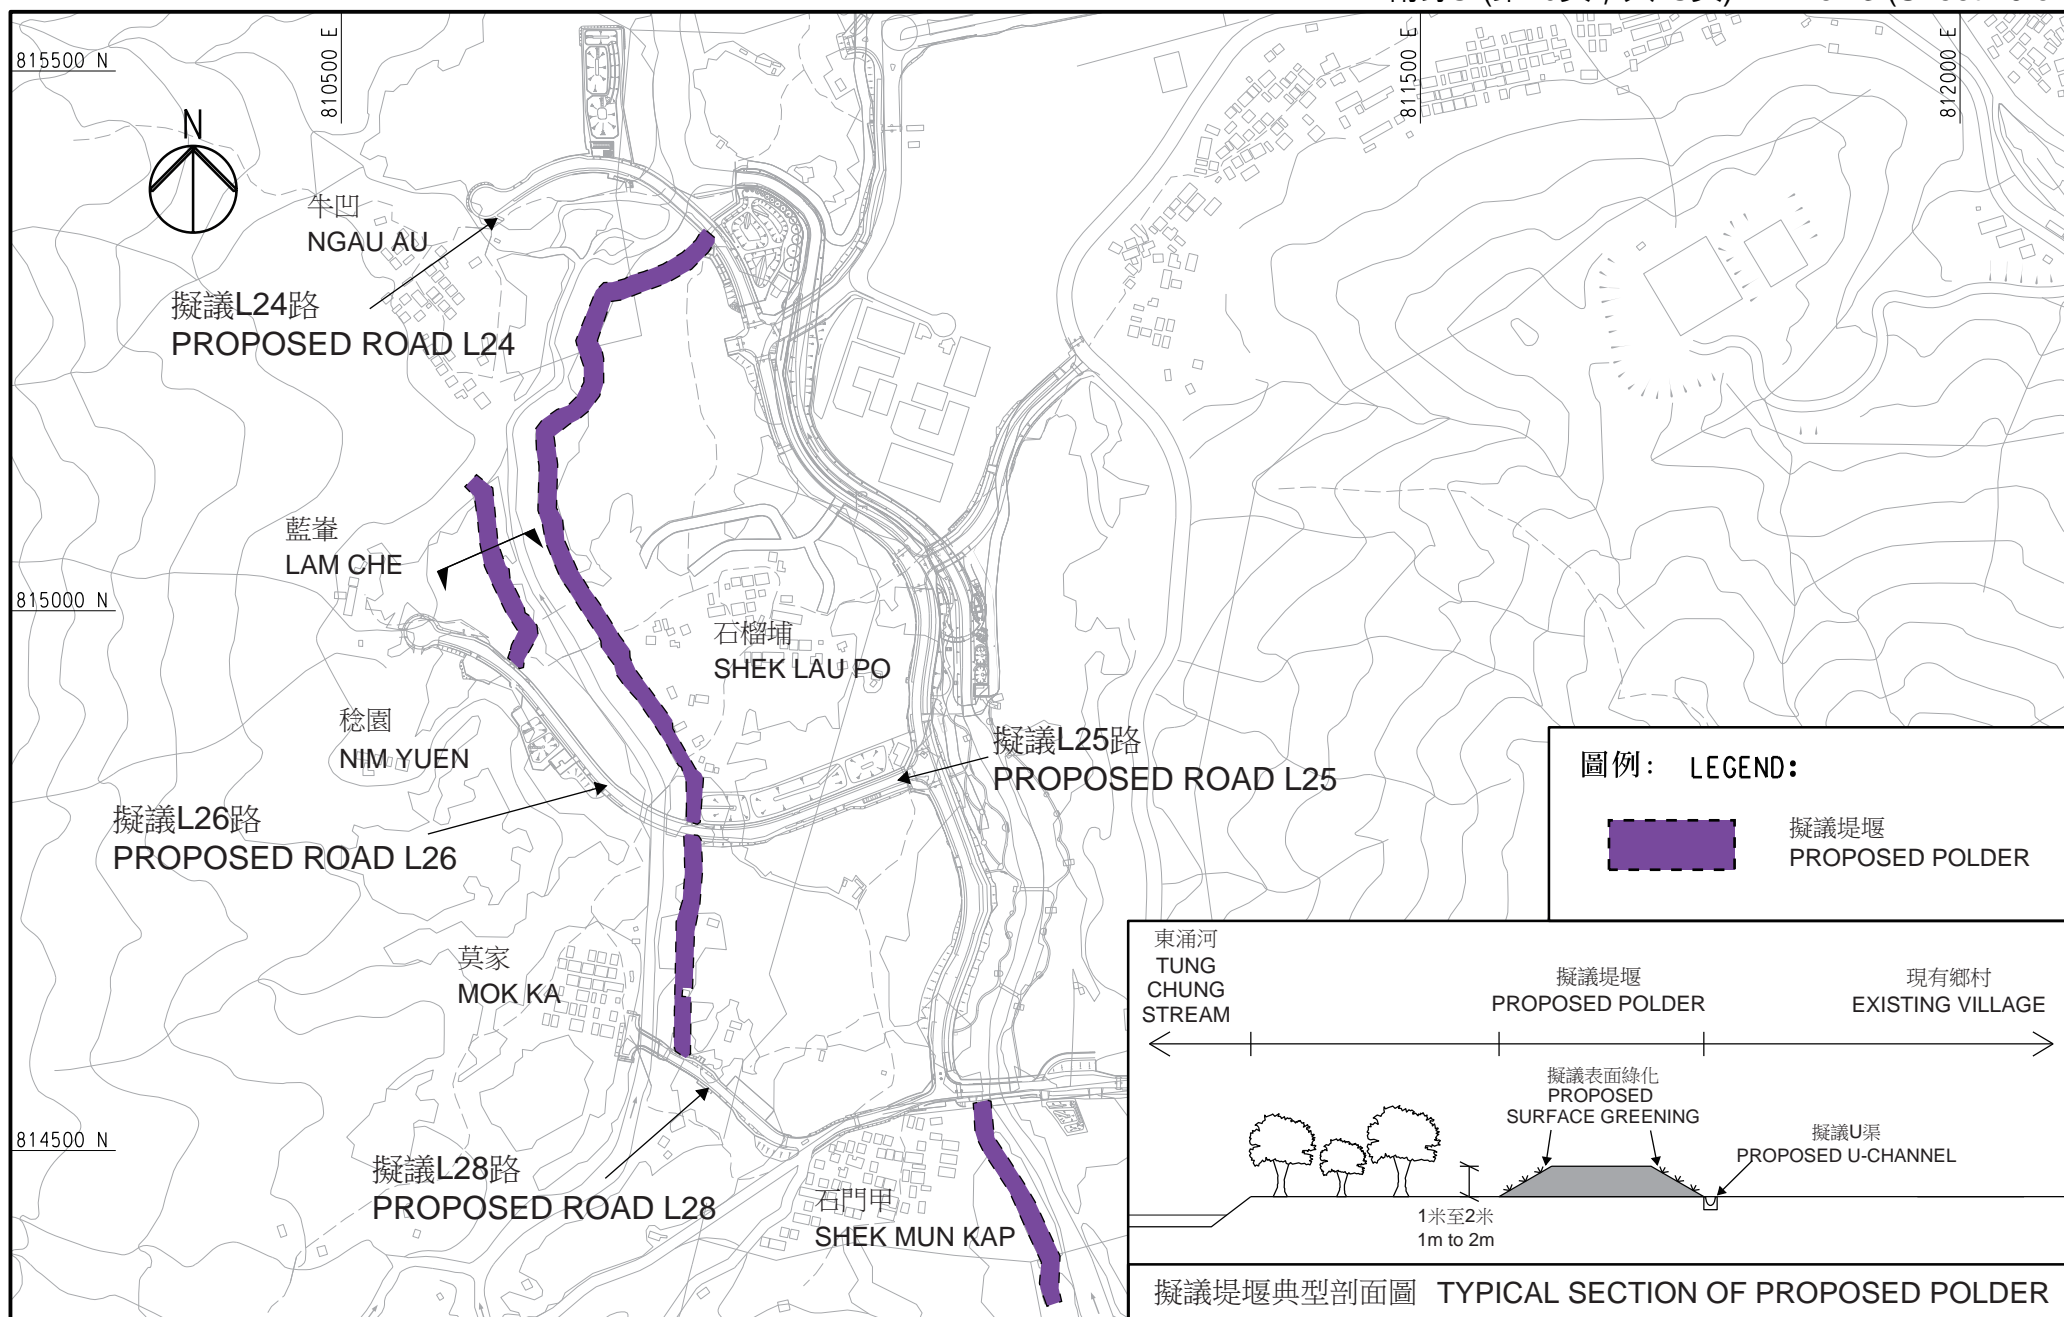 815500 N
810500 E
811500 E
812000 E
N
牛凹
NGAU AU
擬議L24路
PROPOSED ROAD L24
藍輋
LAM CHE
815000 N
石榴埔
SHEK LAU PO
稔園
NIM YUEN
擬議L25路
PROPOSED ROAD L25
擬議L26路
PROPOSED ROAD L26
圖例： LEGEND:
擬議堤堰
PROPOSED POLDER
莫家
MOK KA
814500 N
擬議L28路
PROPOSED ROAD L28
石門甲
SHEK MUN KAP
東涌河
TUNG
CHUNG
STREAM
擬議堤堰
PROPOSED POLDER
現有鄉村
EXISTING VILLAGE
擬議表面綠化
PROPOSED
SURFACE GREENING
擬議U渠
PROPOSED U-CHANNEL
1米至2米
1m to 2m
擬議堤堰典型剖面圖 TYPICAL SECTION OF PROPOSED POLDER